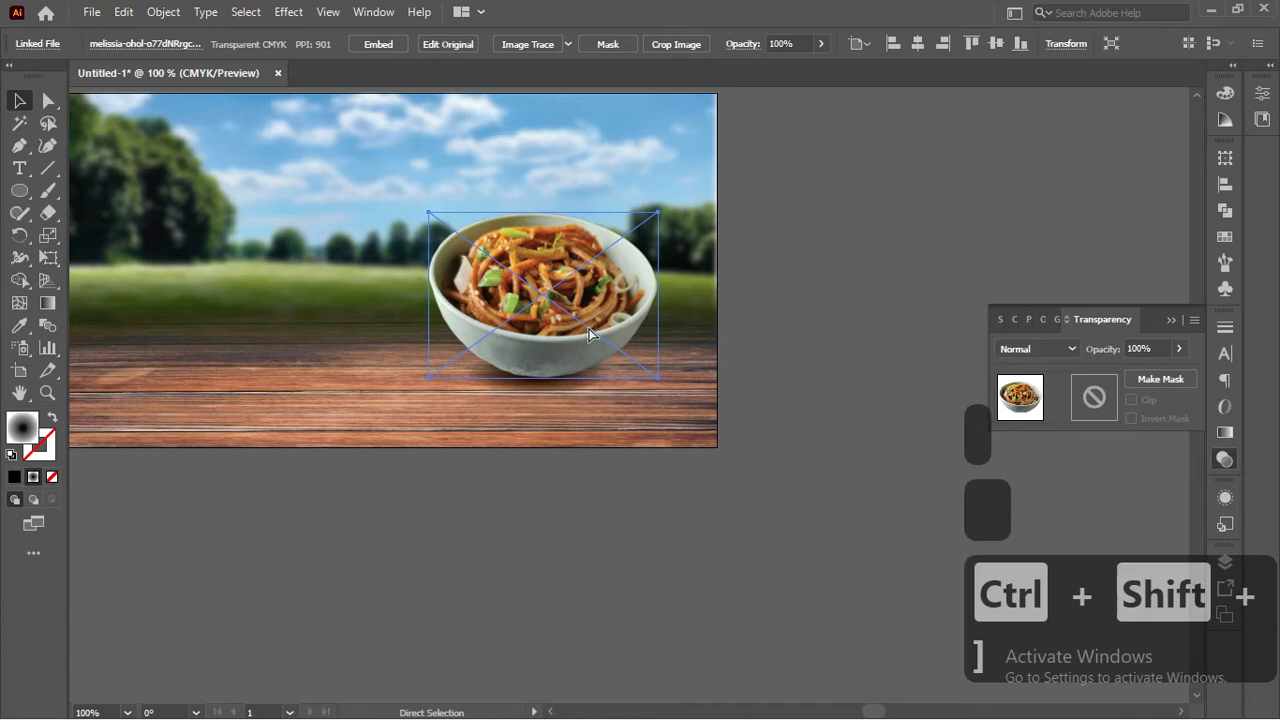 Ai File Edit Object Type Select Effect View Window Help Search Adobe Help
Linked File melissia-ohol-o77dNRrgc... Transparent CMYK PPI: 901 Embed Edit Original Image Trace Mask Crop Image Opacity: 100% Transform
Untitled-1* @ 100 % (CMYK/Preview) ×
S C P O G Transparency
Normal Opacity: 100%
Make Mask
Clip
Invert Mask
Ctrl + Shift +
]
Activate Windows
Go to Settings to activate Windows.
100% 0° 1 Direct Selection